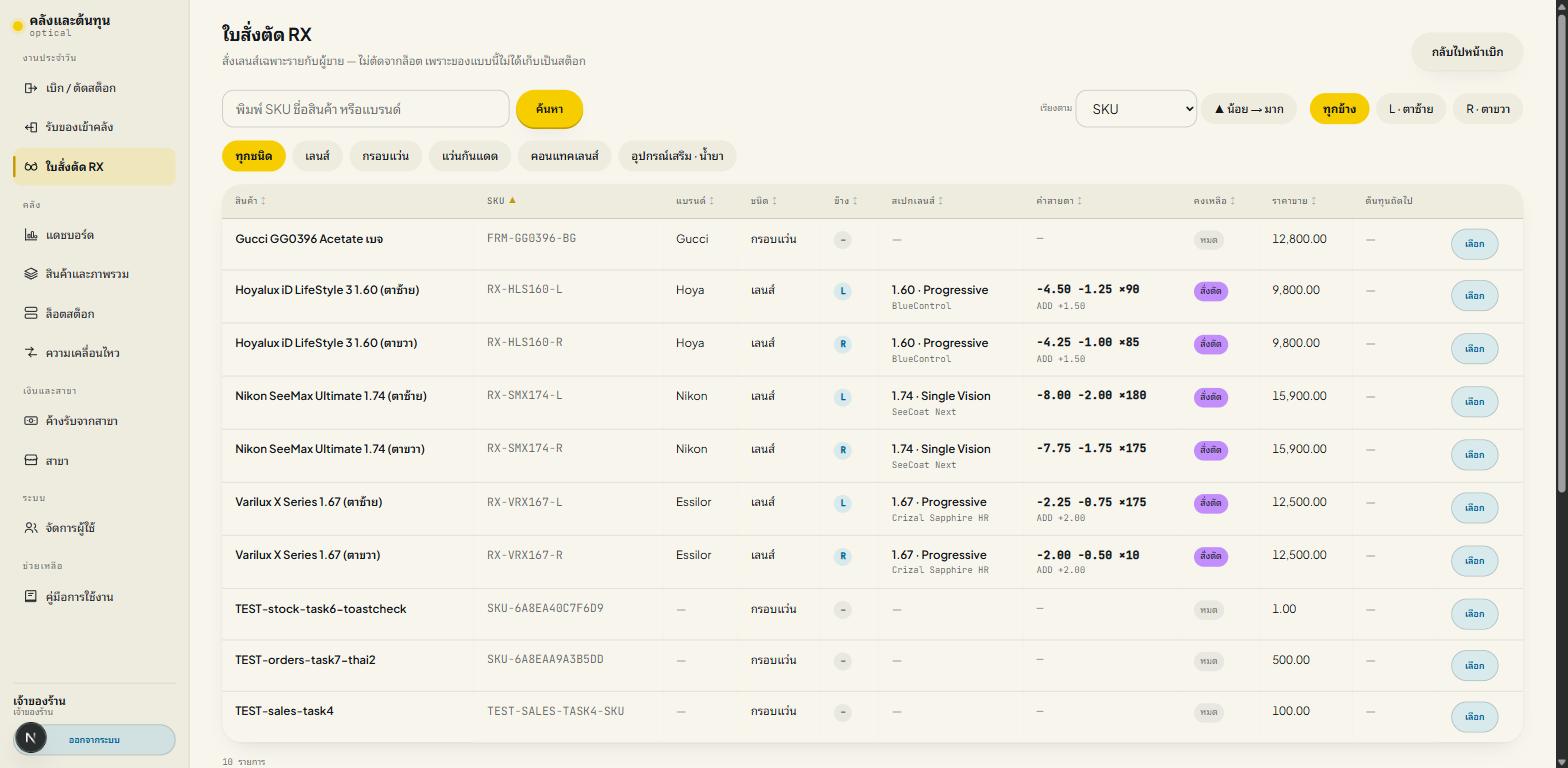 คลังและต้นทุน
optical
งานประจำวัน
เบิก / ตัดสต็อก
รับของเข้าคลัง
ใบสั่งตัด RX
คลัง
แดชบอร์ด
สินค้าและภาพรวม
ล็อตสต็อก
ความเคลื่อนไหว
เงินและสาขา
ค้างรับจากสาขา
สาขา
ระบบ
จัดการผู้ใช้
ช่วยเหลือ
คู่มือการใช้งาน
เจ้าของร้าน
เจ้าของร้าน
N
ออกจากระบบ
ใบสั่งตัด RX
สั่งเลนส์เฉพาะรายกับผู้ขาย — ไม่ตัดจากล็อต เพราะของแบบนี้ไม่ได้เก็บเป็นสต็อก
กลับไปหน้าเบิก
พิมพ์ SKU ชื่อสินค้า หรือแบรนด์ ค้นหา เรียงตาม SKU ▲ น้อย → มาก ทุกข้าง L · ตาซ้าย R · ตาขวา
ทุกชนิด เลนส์ กรอบแว่น แว่นกันแดด คอนแทคเลนส์ อุปกรณ์เสริม · น้ำยา
สินค้า ↕ SKU ▲ แบรนด์ ↕ ชนิด ↕ ข้าง ↕ สเปกเลนส์ ↕ ค่าสายตา ↕ คงเหลือ ↕ ราคาขาย ↕ ต้นทุนถัดไป
Gucci GG0396 Acetate เบจ FRM-GG0396-BG Gucci กรอบแว่น – — — หมด 12,800.00 — เลือก
Hoyalux iD LifeStyle 3 1.60 (ตาซ้าย) RX-HLS160-L Hoya เลนส์ L 1.60 · Progressive -4.50 -1.25 ×90 สั่งตัด 9,800.00 — เลือก
BlueControl ADD +1.50
Hoyalux iD LifeStyle 3 1.60 (ตาขวา) RX-HLS160-R Hoya เลนส์ R 1.60 · Progressive -4.25 -1.00 ×85 สั่งตัด 9,800.00 — เลือก
BlueControl ADD +1.50
Nikon SeeMax Ultimate 1.74 (ตาซ้าย) RX-SMX174-L Nikon เลนส์ L 1.74 · Single Vision -8.00 -2.00 ×180 สั่งตัด 15,900.00 — เลือก
SeeCoat Next
Nikon SeeMax Ultimate 1.74 (ตาขวา) RX-SMX174-R Nikon เลนส์ R 1.74 · Single Vision -7.75 -1.75 ×175 สั่งตัด 15,900.00 — เลือก
SeeCoat Next
Varilux X Series 1.67 (ตาซ้าย) RX-VRX167-L Essilor เลนส์ L 1.67 · Progressive -2.25 -0.75 ×175 สั่งตัด 12,500.00 — เลือก
Crizal Sapphire HR ADD +2.00
Varilux X Series 1.67 (ตาขวา) RX-VRX167-R Essilor เลนส์ R 1.67 · Progressive -2.00 -0.50 ×10 สั่งตัด 12,500.00 — เลือก
Crizal Sapphire HR ADD +2.00
TEST-stock-task6-toastcheck SKU-6A8EA40C7F6D9 — กรอบแว่น – — — หมด 1.00 — เลือก
TEST-orders-task7-thai2 SKU-6A8EAA9A3B5DD — กรอบแว่น – — — หมด 500.00 — เลือก
TEST-sales-task4 TEST-SALES-TASK4-SKU — กรอบแว่น – — — หมด 100.00 — เลือก
10 รายการ